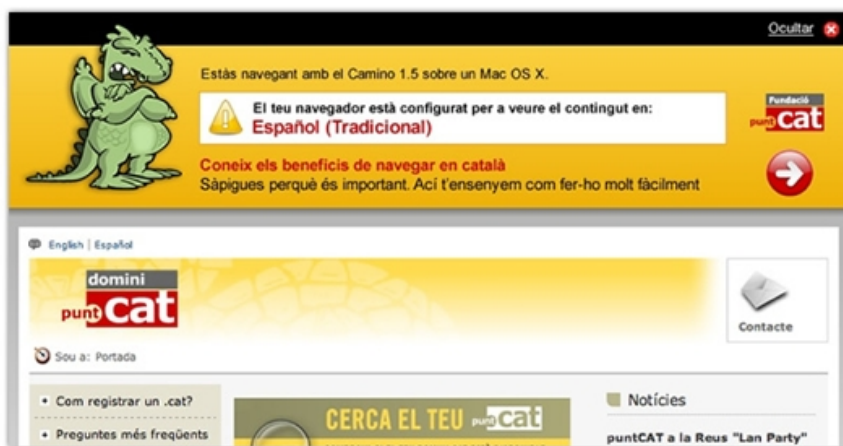 Ocultar
Estàs navegant amb el Camino 1.5 sobre un Mac OS X.
El teu navegador està configurat per a veure el contingut en:
Español (Tradicional)
Fundació
punt cat
Coneix els beneficis de navegar en català
Sàpigues perquè és important. Ací t'ensenyem com fer-ho molt fàcilment
English | Español
domini
punt cat
Contacte
Sou a: Portada
Com registrar un .cat?
Preguntes més freqüents
CERCA EL TEU punt cat
Notícies
puntCAT a la Reus "Lan Party"